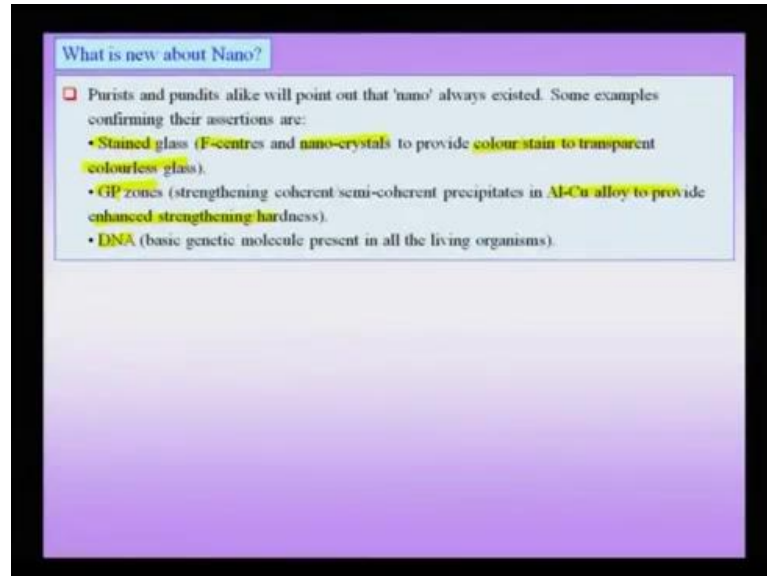 What is new about Nano?
Purists and pundits alike will point out that 'nano' always existed. Some examples
confirming their assertions are:
• Stained glass (F-centres and nano-crystals to provide colour stain to transparent
colourless glass).
• GP zones (strengthening coherent/semi-coherent precipitates in Al-Cu alloy to provide
enhanced strengthening/hardness).
• DNA (basic genetic molecule present in all the living organisms).